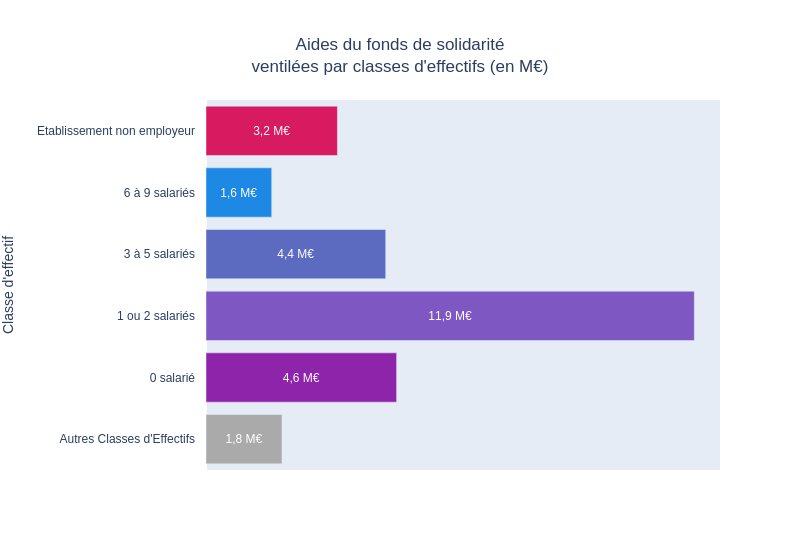 Aides du fonds de solidarité
ventilées par classes d'effectifs (en M€)
Classe d'effectif
Etablissement non employeur
3,2 M€
6 à 9 salariés
1,6 M€
3 à 5 salariés
4,4 M€
1 ou 2 salariés
11,9 M€
0 salarié
4,6 M€
Autres Classes d'Effectifs
1,8 M€